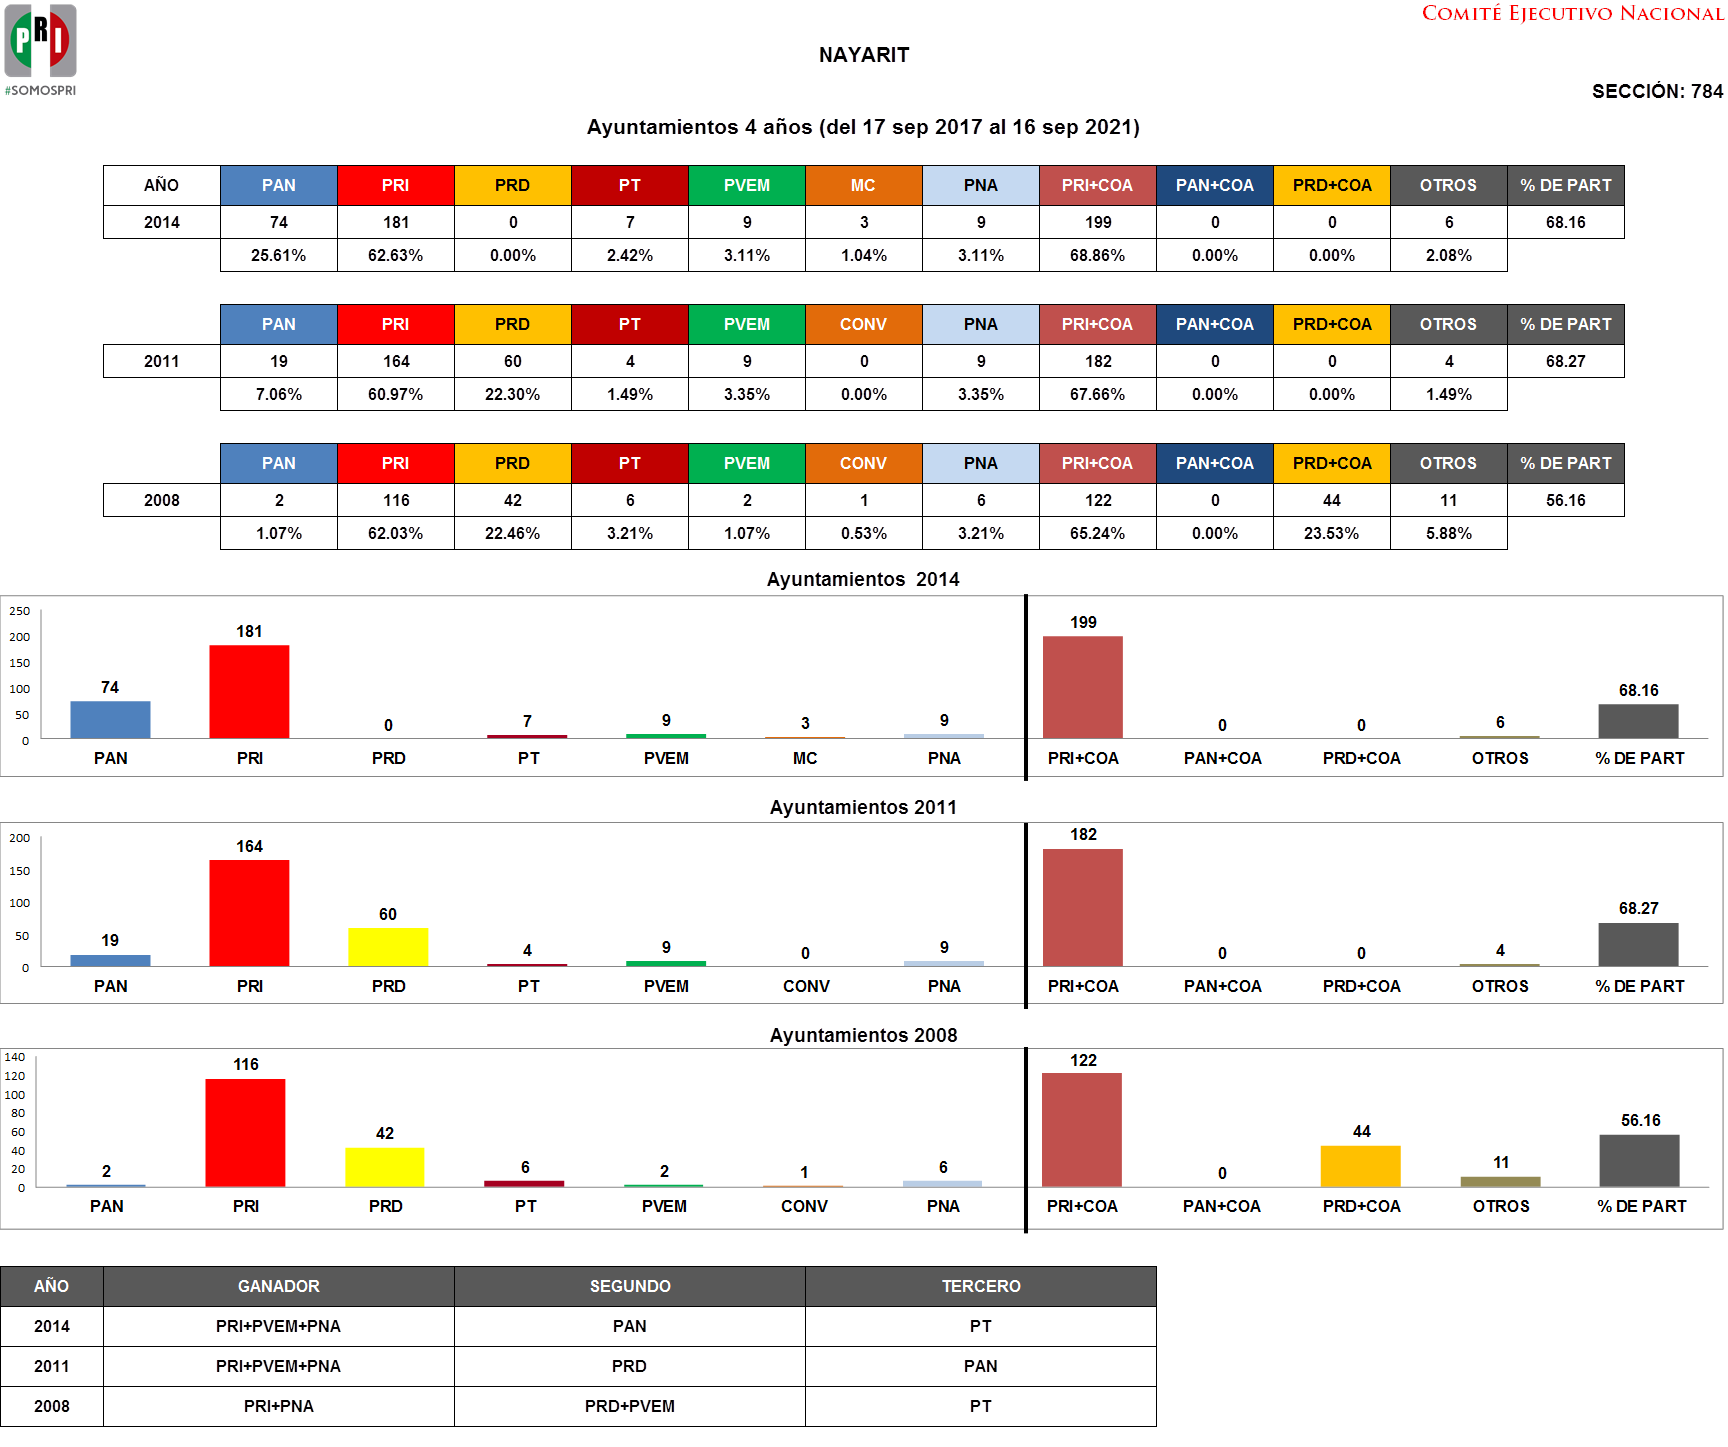 PRI
#SOMOSPRI
COMITÉ EJECUTIVO NACIONAL
NAYARIT
SECCIÓN: 784
Ayuntamientos 4 años (del 17 sep 2017 al 16 sep 2021)
AÑO PAN PRI PRD PT PVEM MC PNA PRI+COA PAN+COA PRD+COA OTROS % DE PART
2014 74 181 0 7 9 3 9 199 0 0 6 68.16
25.61% 62.63% 0.00% 2.42% 3.11% 1.04% 3.11% 68.86% 0.00% 0.00% 2.08%
PAN PRI PRD PT PVEM CONV PNA PRI+COA PAN+COA PRD+COA OTROS % DE PART
2011 19 164 60 4 9 0 9 182 0 0 4 68.27
7.06% 60.97% 22.30% 1.49% 3.35% 0.00% 3.35% 67.66% 0.00% 0.00% 1.49%
PAN PRI PRD PT PVEM CONV PNA PRI+COA PAN+COA PRD+COA OTROS % DE PART
2008 2 116 42 6 2 1 6 122 0 44 11 56.16
1.07% 62.03% 22.46% 3.21% 1.07% 0.53% 3.21% 65.24% 0.00% 23.53% 5.88%
Ayuntamientos 2014
250
200
150
100
50
0
74 181 0 7 9 3 9 199 0 0 6 68.16
PAN PRI PRD PT PVEM MC PNA PRI+COA PAN+COA PRD+COA OTROS % DE PART
Ayuntamientos 2011
200
150
100
50
0
19 164 60 4 9 0 9 182 0 0 4 68.27
PAN PRI PRD PT PVEM CONV PNA PRI+COA PAN+COA PRD+COA OTROS % DE PART
Ayuntamientos 2008
140
120
100
80
60
40
20
0
2 116 42 6 2 1 6 122 0 44 11 56.16
PAN PRI PRD PT PVEM CONV PNA PRI+COA PAN+COA PRD+COA OTROS % DE PART
AÑO GANADOR SEGUNDO TERCERO
2014 PRI+PVEM+PNA PAN PT
2011 PRI+PVEM+PNA PRD PAN
2008 PRI+PNA PRD+PVEM PT